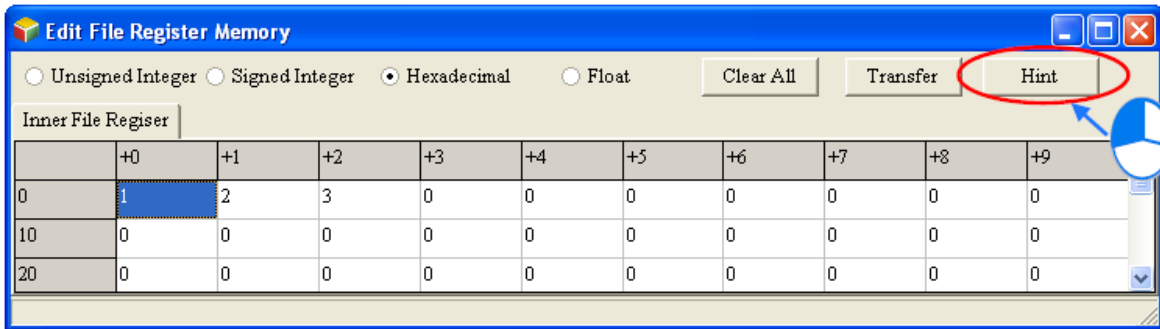 Edit File Register Memory
Unsigned Integer Signed Integer Hexadecimal Float Clear All Transfer Hint
Inner File Regiser
+0 +1 +2 +3 +4 +5 +6 +7 +8 +9
0 1 2 3 0 0 0 0 0 0 0
10 0 0 0 0 0 0 0 0 0 0
20 0 0 0 0 0 0 0 0 0 0